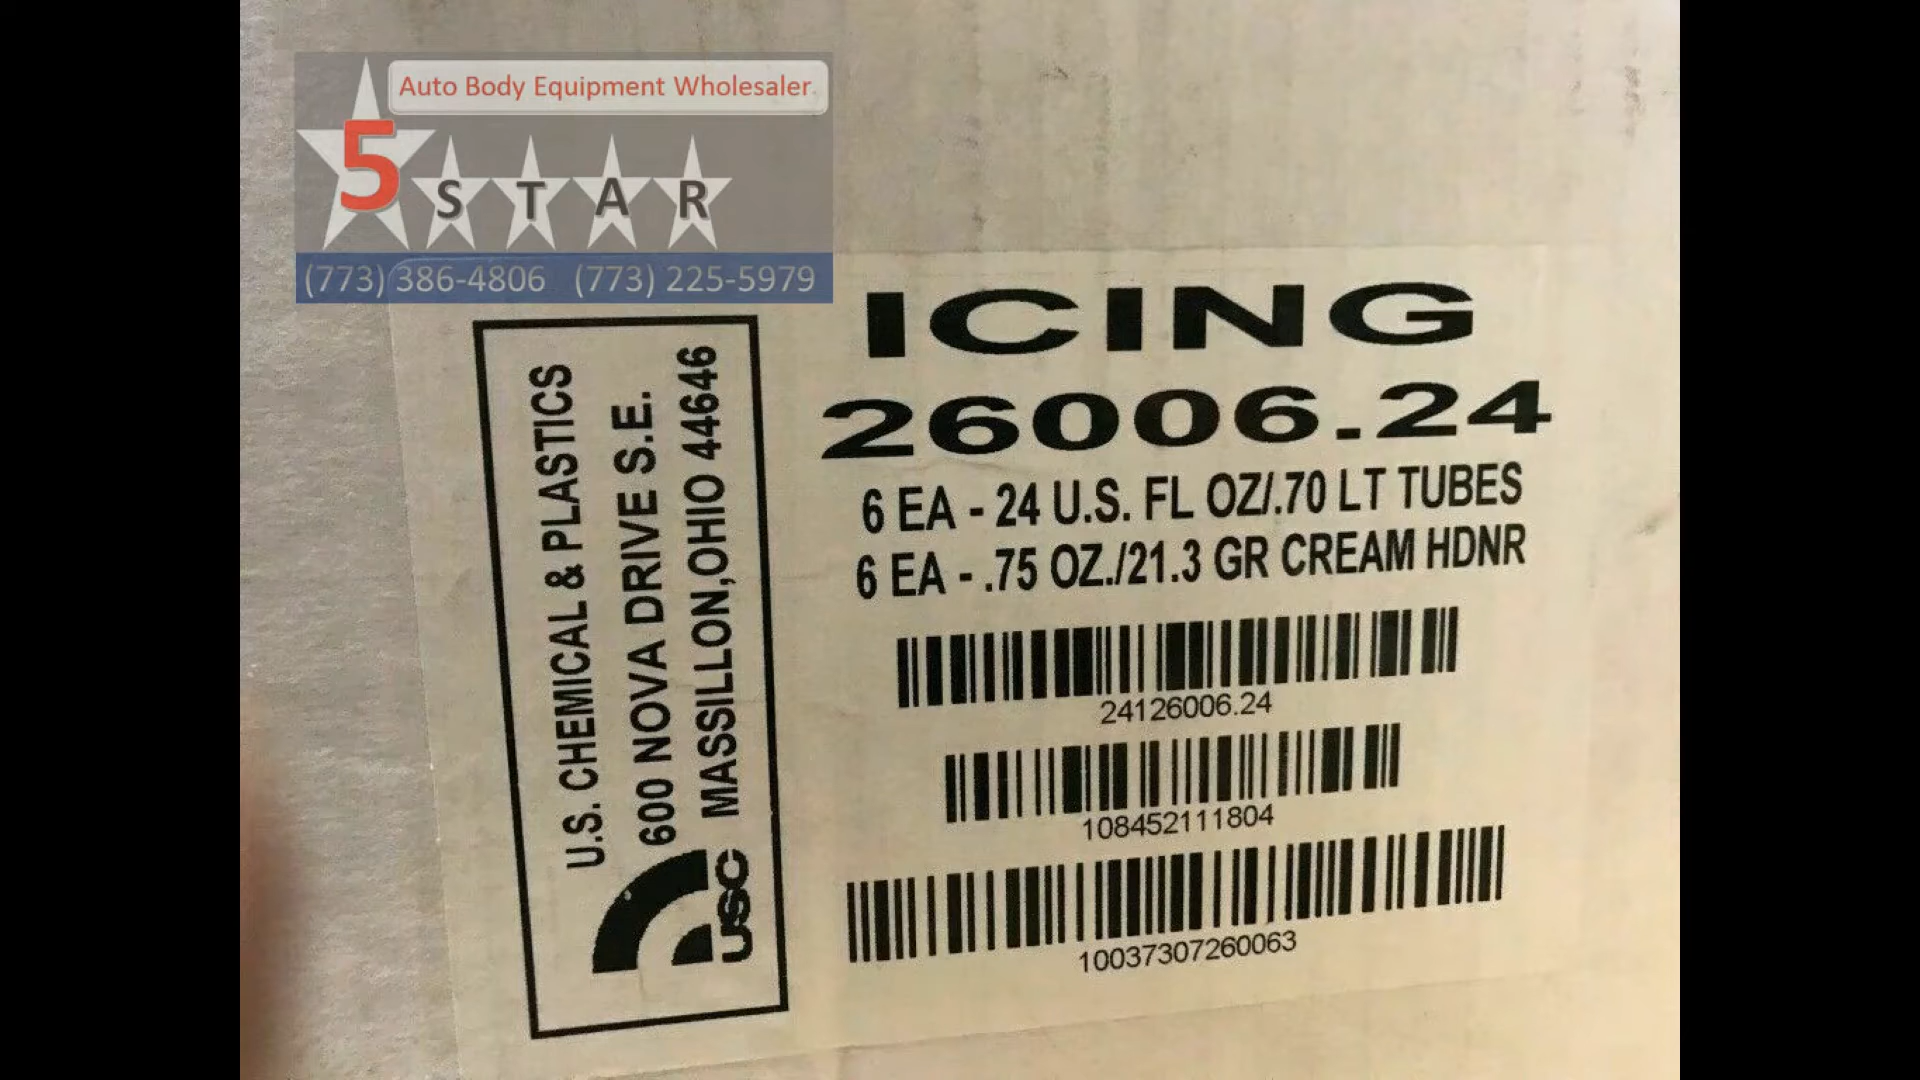 Auto Body Equipment Wholesaler
5 STAR
(773) 386-4806 (773) 225-5979
U.S. CHEMICAL & PLASTICS
600 NOVA DRIVE S.E.
MASSILLON,OHIO 44646
USC
ICING
26006.24
6 EA - 24 U.S. FL OZ/.70 LT TUBES
6 EA - .75 OZ./21.3 GR CREAM HDNR
24126006.24
108452111804
10037307260063